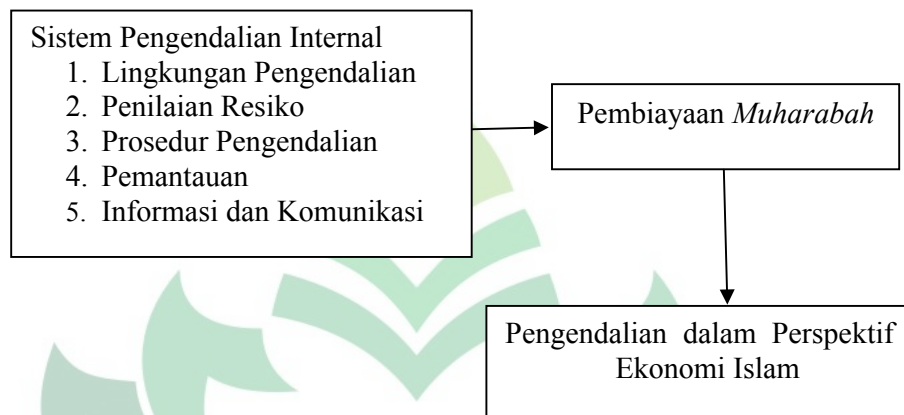 Sistem Pengendalian Internal
1. Lingkungan Pengendalian
2. Penilaian Resiko
3. Prosedur Pengendalian
4. Pemantauan
5. Informasi dan Komunikasi
Pembiayaan Muharabah
Pengendalian dalam Perspektif
Ekonomi Islam